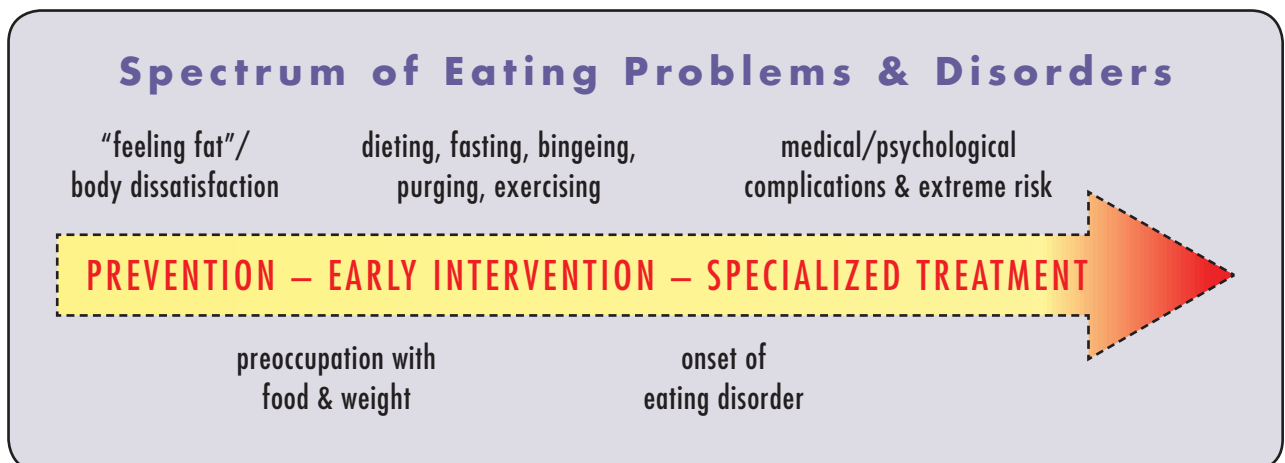 Spectrum of Eating Problems & Disorders
“feeling fat”/
body dissatisfaction
dieting, fasting, bingeing,
purging, exercising
medical/psychological
complications & extreme risk
PREVENTION – EARLY INTERVENTION – SPECIALIZED TREATMENT
preoccupation with
food & weight
onset of
eating disorder